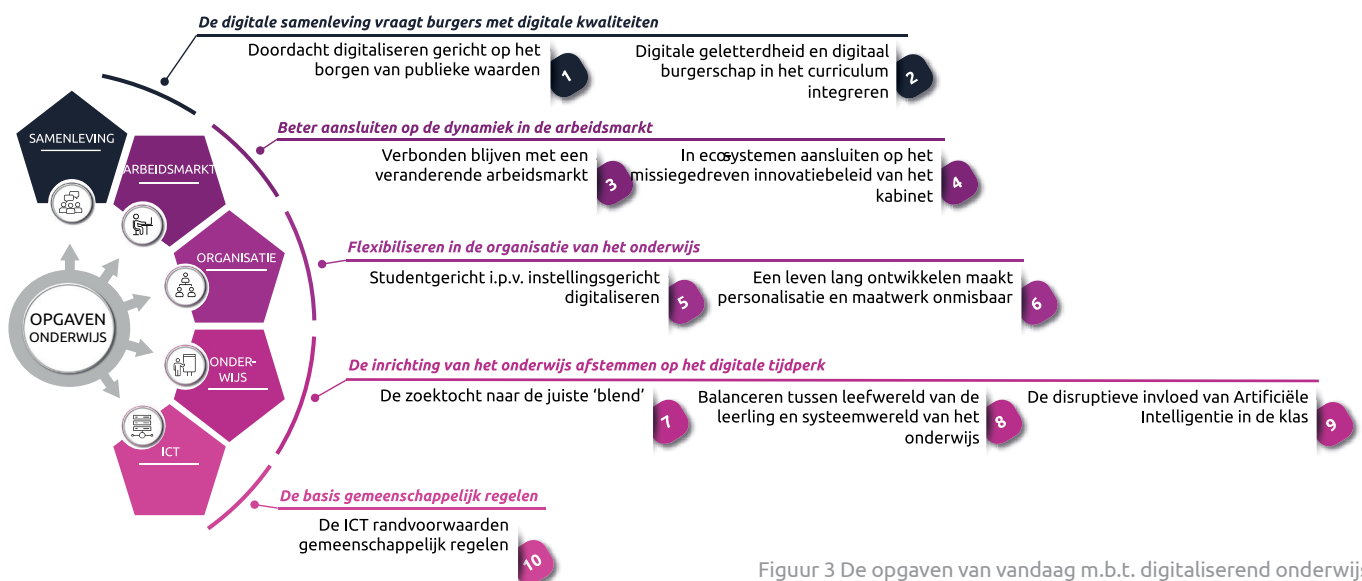 De digitale samenleving vraagt burgers met digitale kwaliteiten
Doordacht digitaliseren gericht op het
borgen van publieke waarden
1
Digitale geletterdheid en digitaal
burgerschap in het curriculum
integreren
2
SAMENLEVING
Beter aansluiten op de dynamiek in de arbeidsmarkt
Verbonden blijven met een
veranderende arbeidsmarkt
3
In eco-systemen aansluiten op het
missiegedreven innovatiebeleid van het
kabinet
4
ARBEIDSMARKT
Flexibiliseren in de organisatie van het onderwijs
Studentgericht i.p.v. instellingsgericht
digitaliseren
5
Een leven lang ontwikkelen maakt
personalisatie en maatwerk onmisbaar
6
ORGANISATIE
OPGAVEN
ONDERWIJS
De inrichting van het onderwijs afstemmen op het digitale tijdperk
De zoektocht naar de juiste ‘blend’
7
Balanceren tussen leefwereld van de
leerling en systeemwereld van het
onderwijs
8
De disruptieve invloed van Artificiële
Intelligentie in de klas
9
ONDER-
WIJS
ICT
De basis gemeenschappelijk regelen
De ICT randvoorwaarden
gemeenschappelijk regelen
10
Figuur 3 De opgaven van vandaag m.b.t. digitaliserend onderwijs